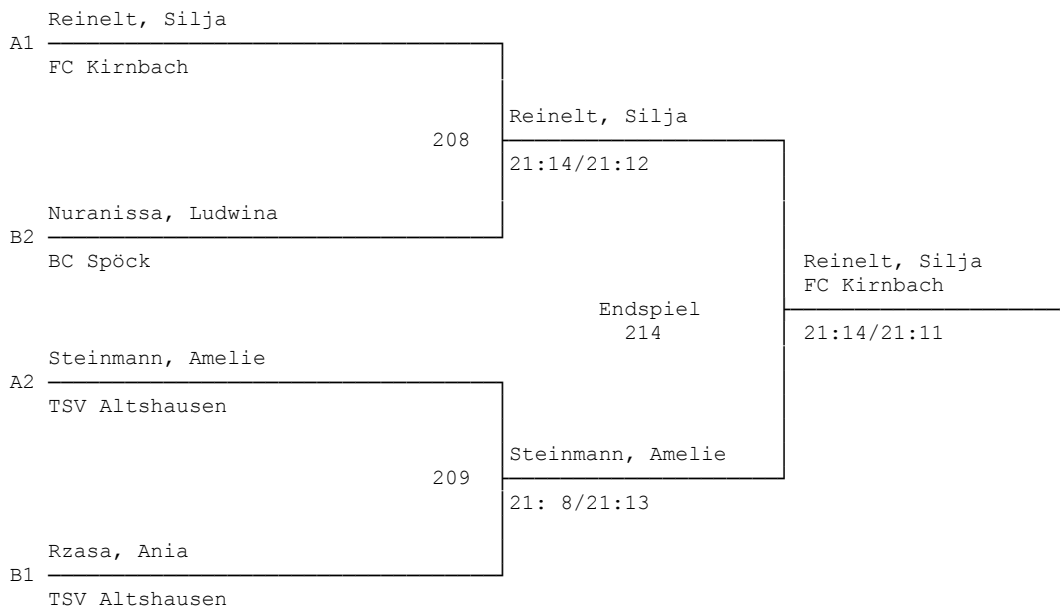 Reinelt, Silja
A1
FC Kirnbach
Reinelt, Silja
208
21:14/21:12
Nuranissa, Ludwina
B2
BC Spöck
Reinelt, Silja
FC Kirnbach
Endspiel
214
21:14/21:11
Steinmann, Amelie
A2
TSV Altshausen
Steinmann, Amelie
209
21: 8/21:13
Rzasa, Ania
B1
TSV Altshausen